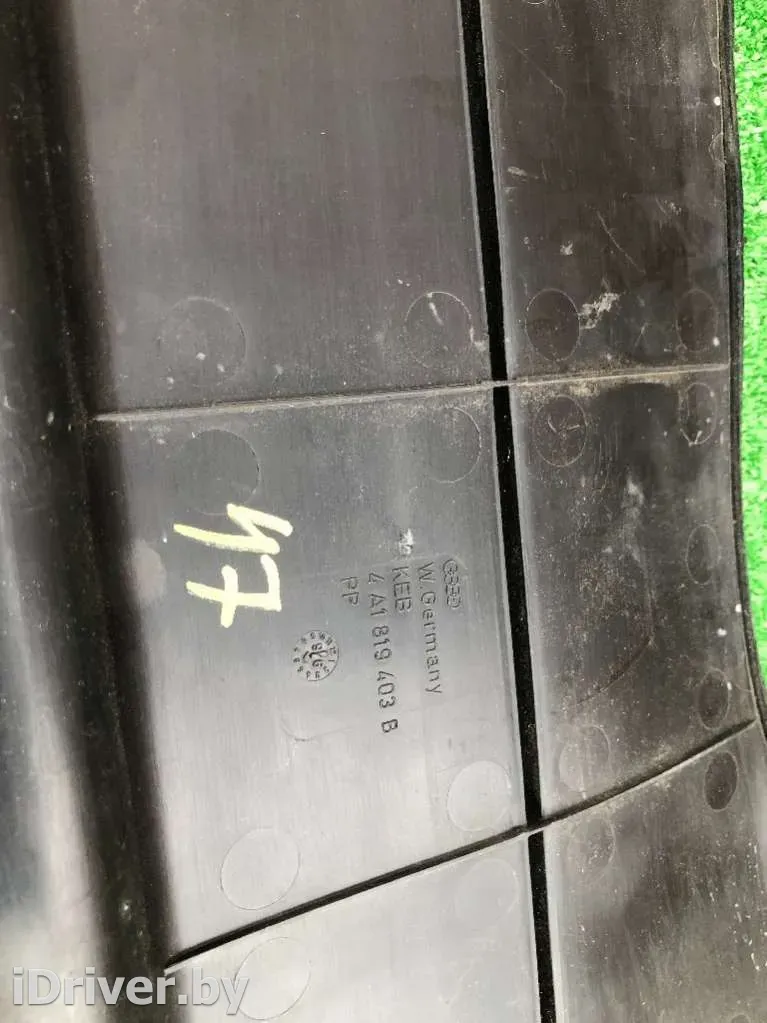 W.Germany
KEB
4 A1 819 403 B
PP
47
iDriver.by